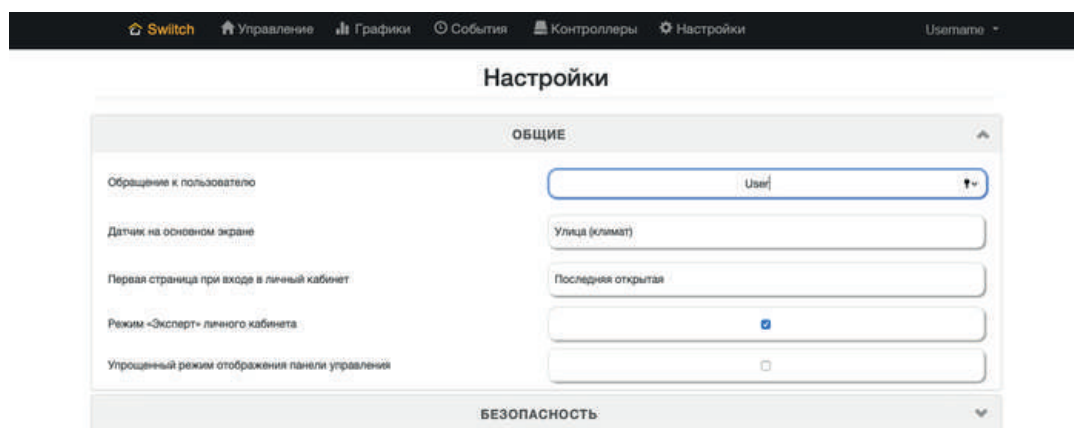 Swiitch Управление Графики События Контроллеры Настройки Username
Настройки
ОБЩИЕ
Обращение к пользователю User
Датчик на основном экране Улица (климат)
Первая страница при входе в личный кабинет Последняя открытая
Режим «Эксперт» личного кабинета
Упрощенный режим отображения панели управления
БЕЗОПАСНОСТЬ